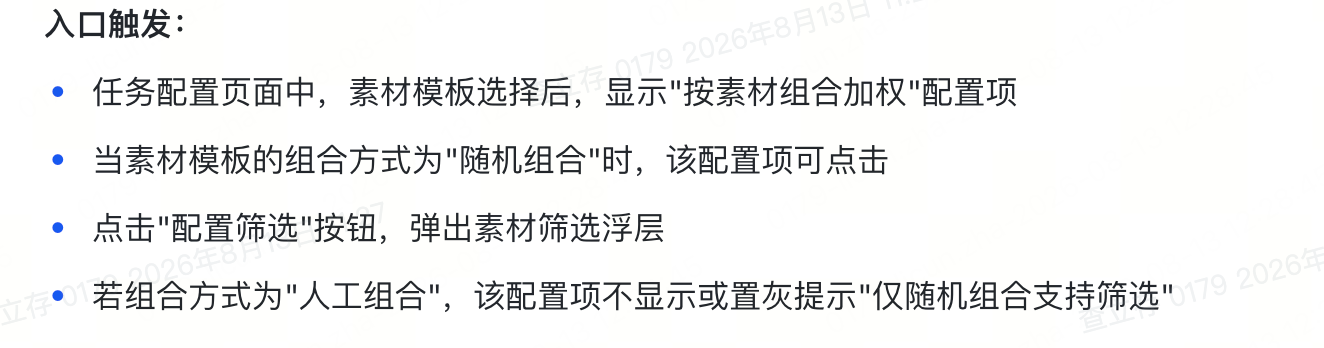 入口触发：
任务配置页面中，素材模板选择后，显示"按素材组合加权"配置项
当素材模板的组合方式为"随机组合"时，该配置项可点击
点击"配置筛选"按钮，弹出素材筛选浮层
若组合方式为"人工组合"，该配置项不显示或置灰提示"仅随机组合支持筛选"